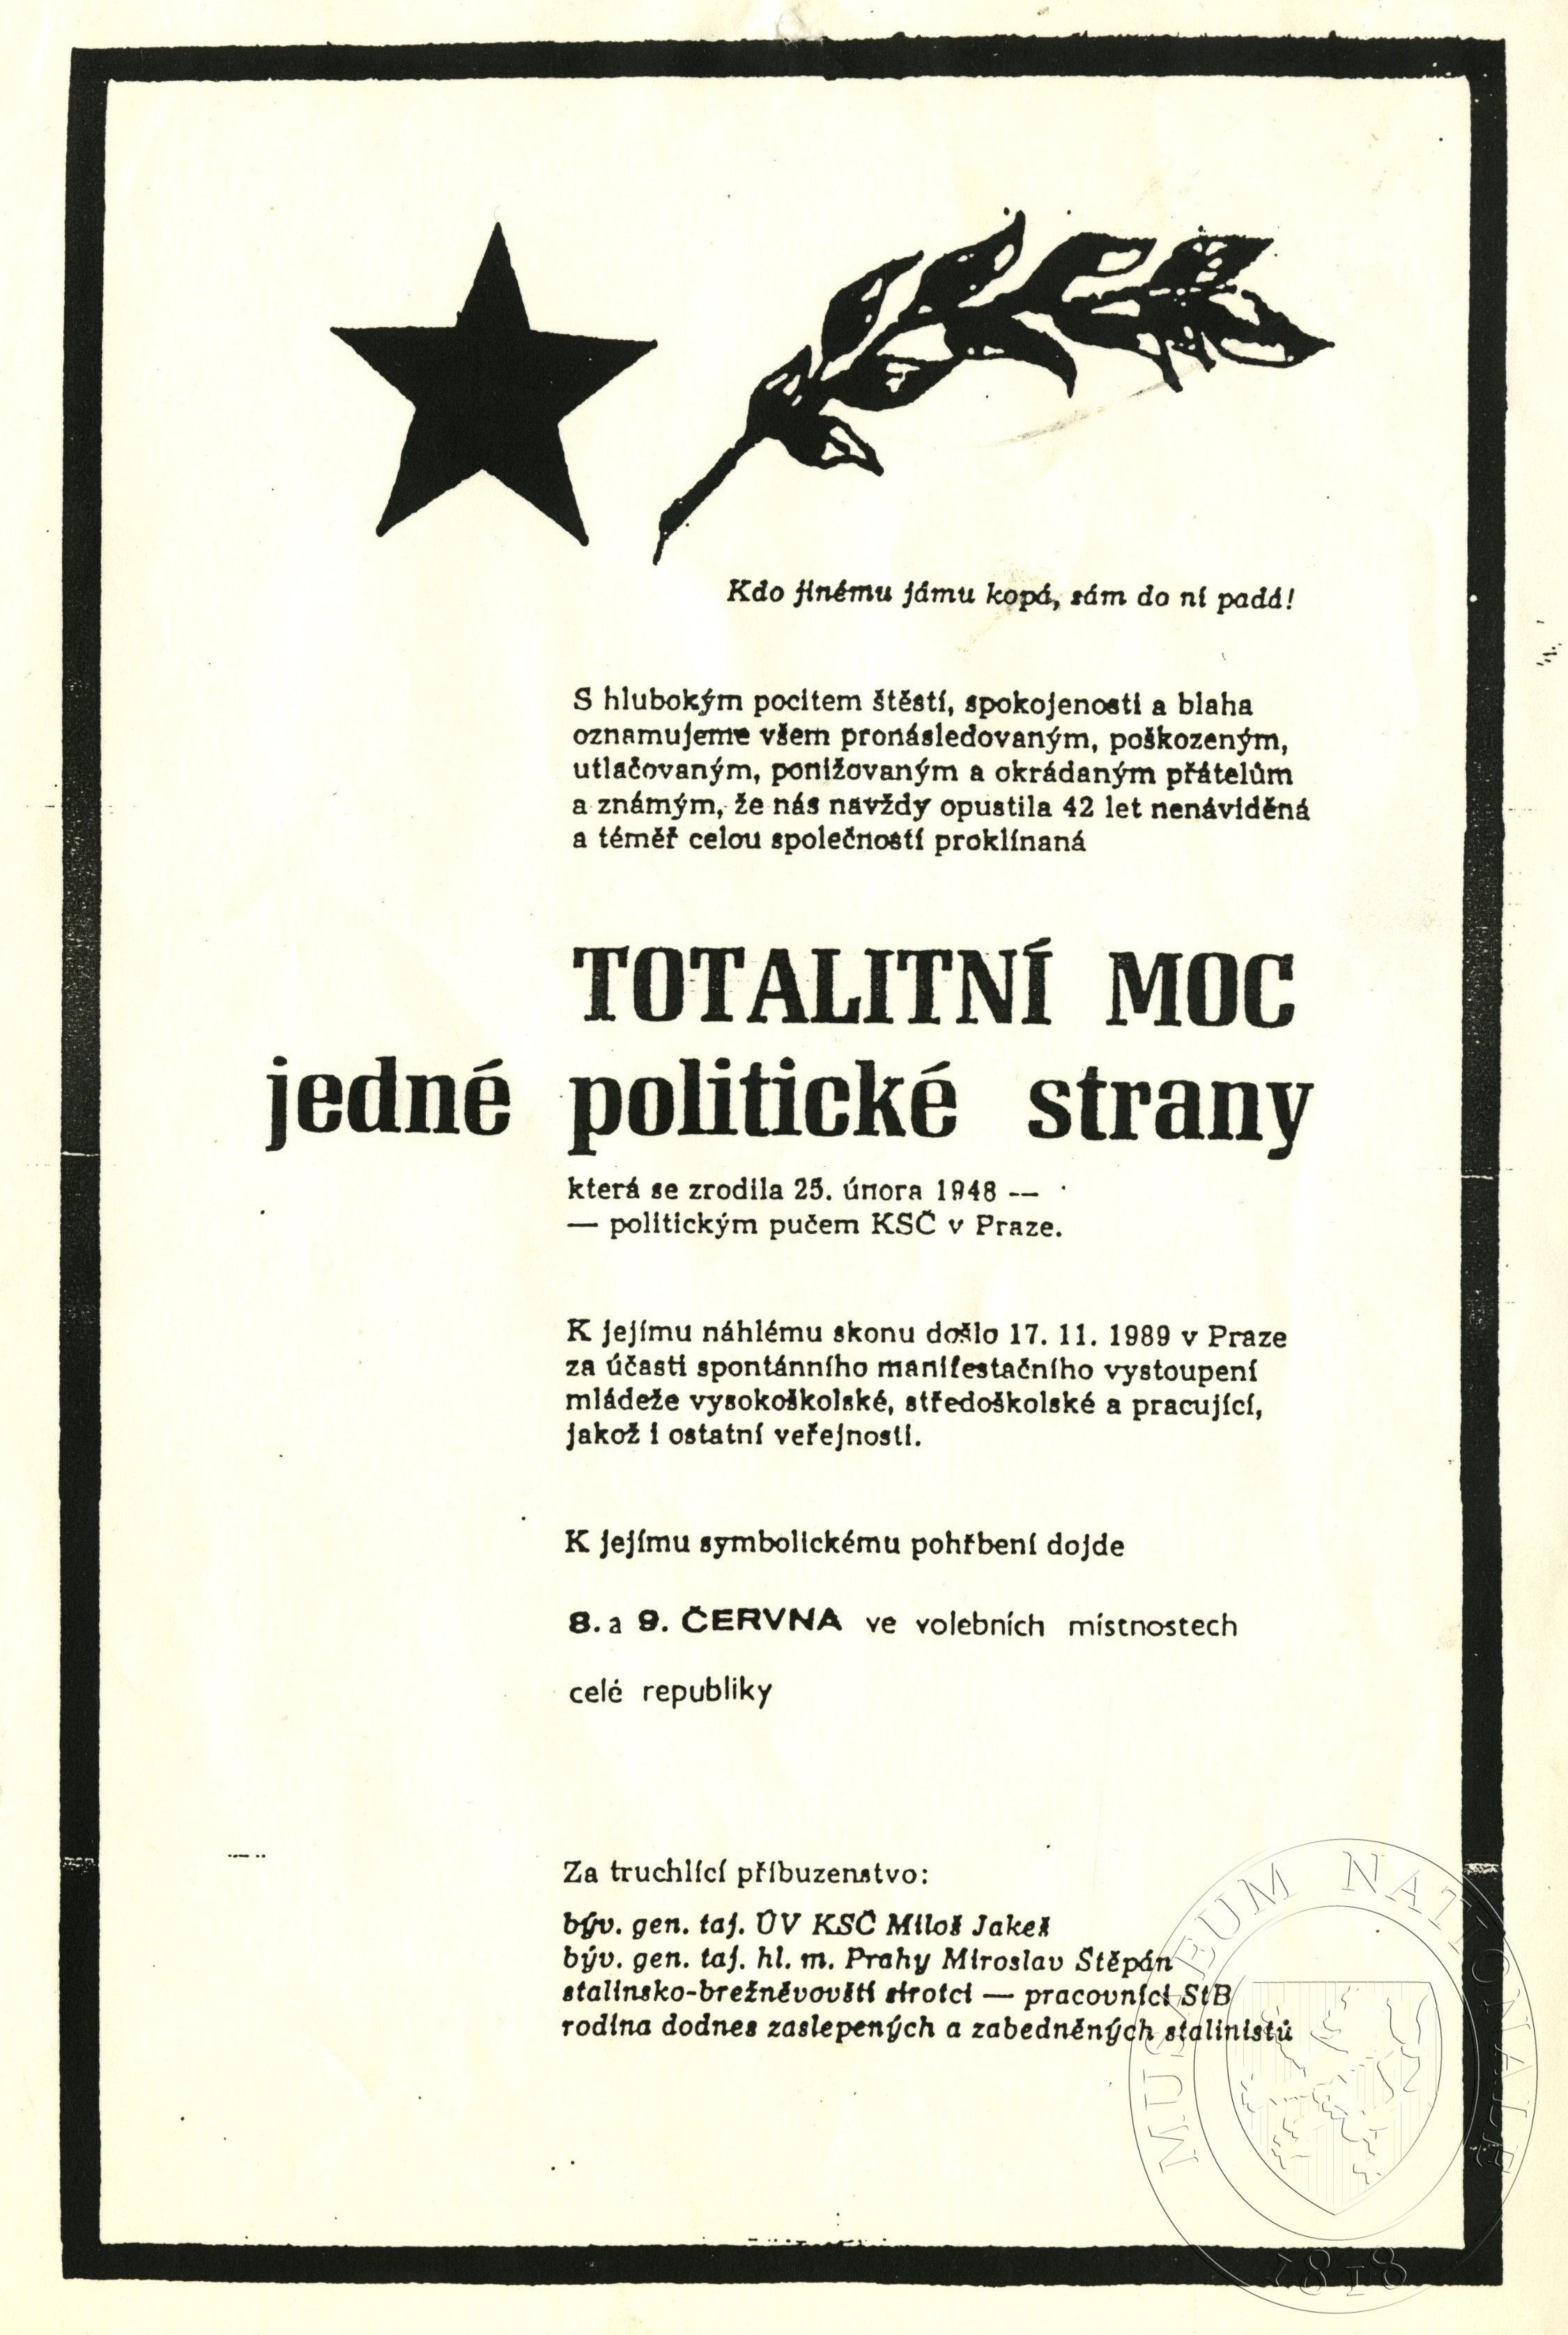 Kdo jinému jámu kopá, sám do ní padá!
S hlubokým pocitem štěstí, spokojenosti a blaha
oznamujeme všem pronásledovaným, poškozeným,
utlačovaným, ponižovaným a okrádaným přátelům
a známým, že nás navždy opustila 42 let nenáviděná
a téměř celou společností proklínaná
TOTALITNÍ MOC
jedné politické strany
která se zrodila 25. února 1948 —
— politickým pučem KSČ v Praze.
K jejímu náhlému skonu došlo 17. 11. 1989 v Praze
za účasti spontánního manifestačního vystoupení
mládeže vysokoškolské, středoškolské a pracující,
jakož i ostatní veřejnosti.
K jejímu symbolickému pohřbení dojde
8. a 9. ČERVNA ve volebních místnostech
celé republiky
Za truchlící příbuzenstvo:
býv. gen. taj. ÚV KSČ Miloš Jakeš
býv. gen. taj. hl. m. Prahy Miroslav Štěpán
stalinsko-brežněvovští sirotci — pracovníci StB
rodina dodnes zaslepených a zabedněných stalinistů
MUSAEUM NATIONALE
1818